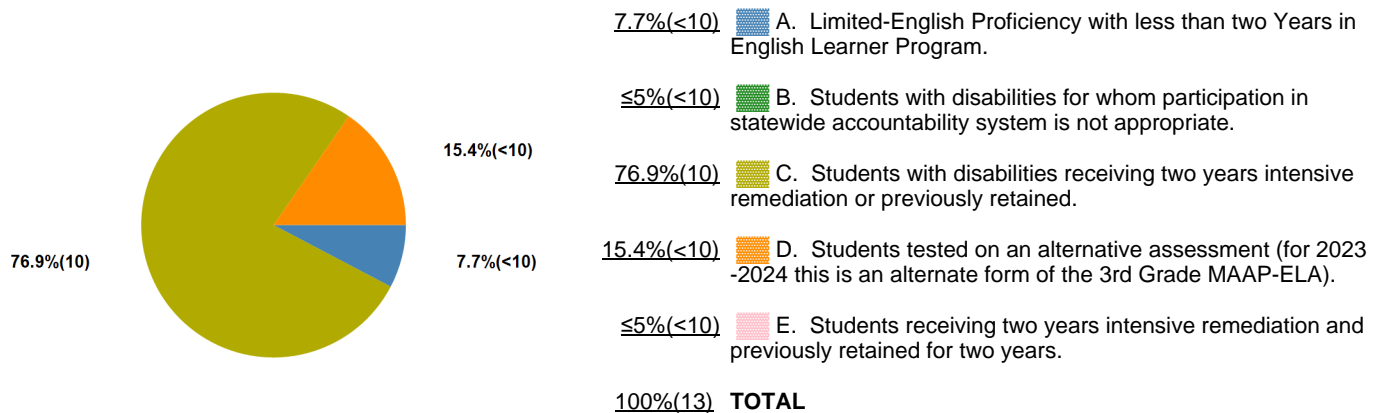 7.7%(<10) A. Limited-English Proficiency with less than two Years in
English Learner Program.
≤5%(<10) B. Students with disabilities for whom participation in
statewide accountability system is not appropriate.
76.9%(10) C. Students with disabilities receiving two years intensive
remediation or previously retained.
15.4%(<10) D. Students tested on an alternative assessment (for 2023
-2024 this is an alternate form of the 3rd Grade MAAP-ELA).
≤5%(<10) E. Students receiving two years intensive remediation and
previously retained for two years.
100%(13) TOTAL
15.4%(<10)
76.9%(10)
7.7%(<10)